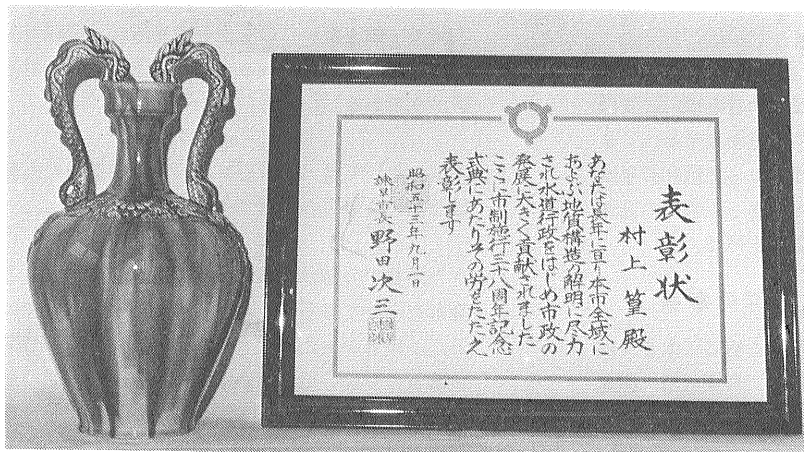 表彰状
村上篁殿
あなたは長年に亘り本市全域に
およぶ地質構造の解明に尽力
され水道行政をはじめ市政の
発展に大きく貢献されました
ここに市制施行三十八周年記念
式典にあたりその労をたたえ
表彰します
昭和五十三年九月一日
諫早市長 野田次三